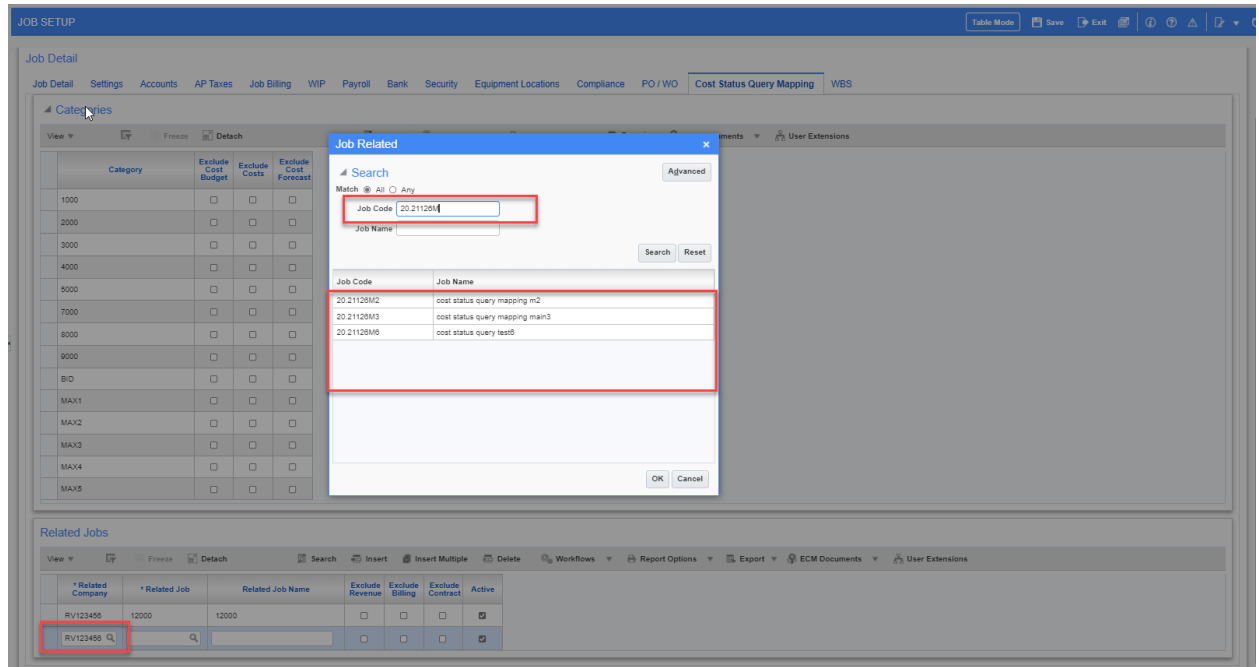 JOB SETUP
Table Mode Save Exit
Job Detail
Job Detail Settings Accounts AP Taxes Job Billing WIP Payroll Bank Security Equipment Locations Compliance PO / WO Cost Status Query Mapping WBS
Categories
View Freeze Detach User Extensions
Category Exclude Cost Budget Exclude Costs Exclude Cost Forecast
1000
2000
3000
4000
5000
7000
8000
9000
BID
MAX1
MAX2
MAX3
MAX4
MAX5
Job Related
Search Advanced
Match All Any
Job Code 20.21126M
Job Name
Search Reset
Job Code Job Name
20.21126M2 cost status query mapping m2
20.21126M3 cost status query mapping main3
20.21126M6 cost status query test6
OK Cancel
Related Jobs
View Freeze Detach Search Insert Insert Multiple Delete Workflows Report Options Export ECM Documents User Extensions
* Related Company * Related Job Related Job Name Exclude Revenue Exclude Billing Exclude Contract Active
RV123456 12000 12000
RV123456